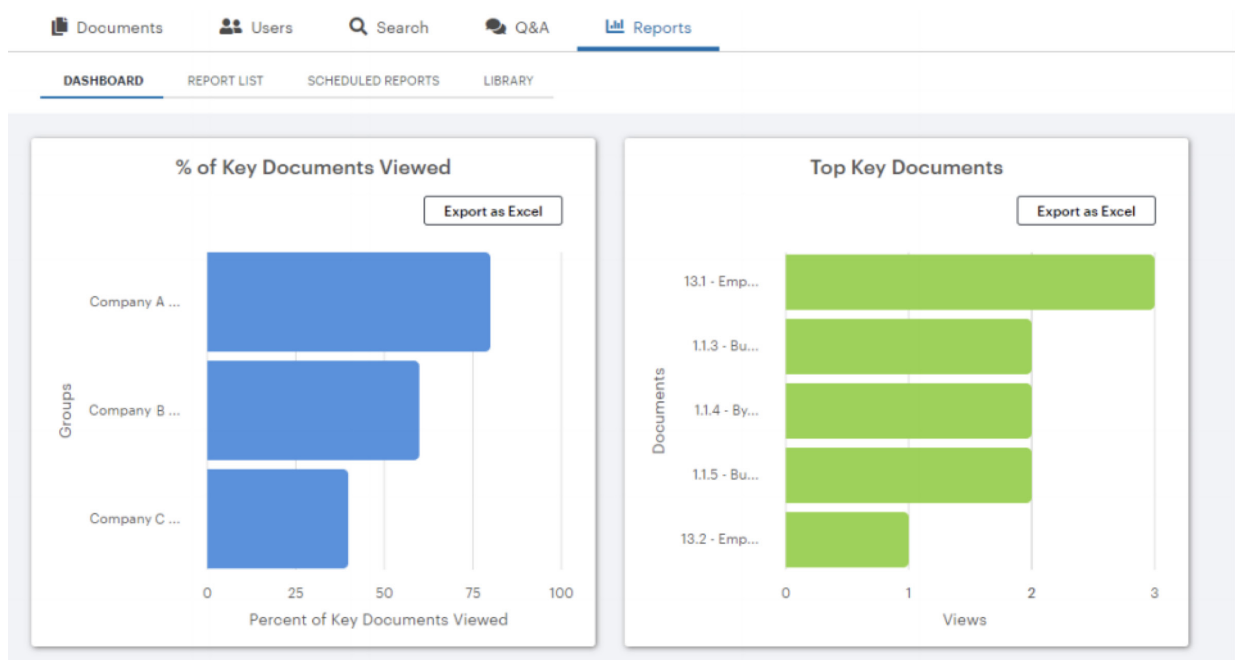 Documents Users Search Q&A Reports
DASHBOARD REPORT LIST SCHEDULED REPORTS LIBRARY
% of Key Documents Viewed
Export as Excel
Groups
Company A ...
Company B ...
Company C ...
0 25 50 75 100
Percent of Key Documents Viewed
Top Key Documents
Export as Excel
Documents
13.1 - Emp...
1.1.3 - Bu...
1.1.4 - By...
1.1.5 - Bu...
13.2 - Emp...
0 1 2 3
Views